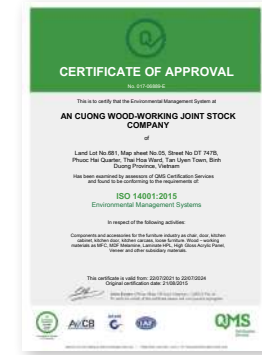 CERTIFICATE OF APPROVAL
This is to certify that the Environmental Management System at
AN CUONG WOOD-WORKING JOINT STOCK
COMPANY
of
Land Lot No.681, Map sheet No.05, Street No DT 747B,
Phuoc Hai Quarter, Thai Hoa Ward, Tan Uyen Town, Binh
Duong Province, Vietnam
Has been examined by assessors of QMS Certification Services
and found to be conforming to the requirements of:
ISO 14001:2015
Environmental Management Systems
In respect of the following activities:
Components and accessories for the furniture industry as chair, door, kitchen
cabinet, kitchen door, kitchen carcass, loose furniture. Wood – working
materials as MFC, MDF Melamine, Laminate HPL, High Gloss Acrylic Panel,
Veneer and other subsidiary materials.
This certificate is valid from: 22/07/2021 to 22/07/2024
Original certification date: 21/08/2015
IAF
QMS